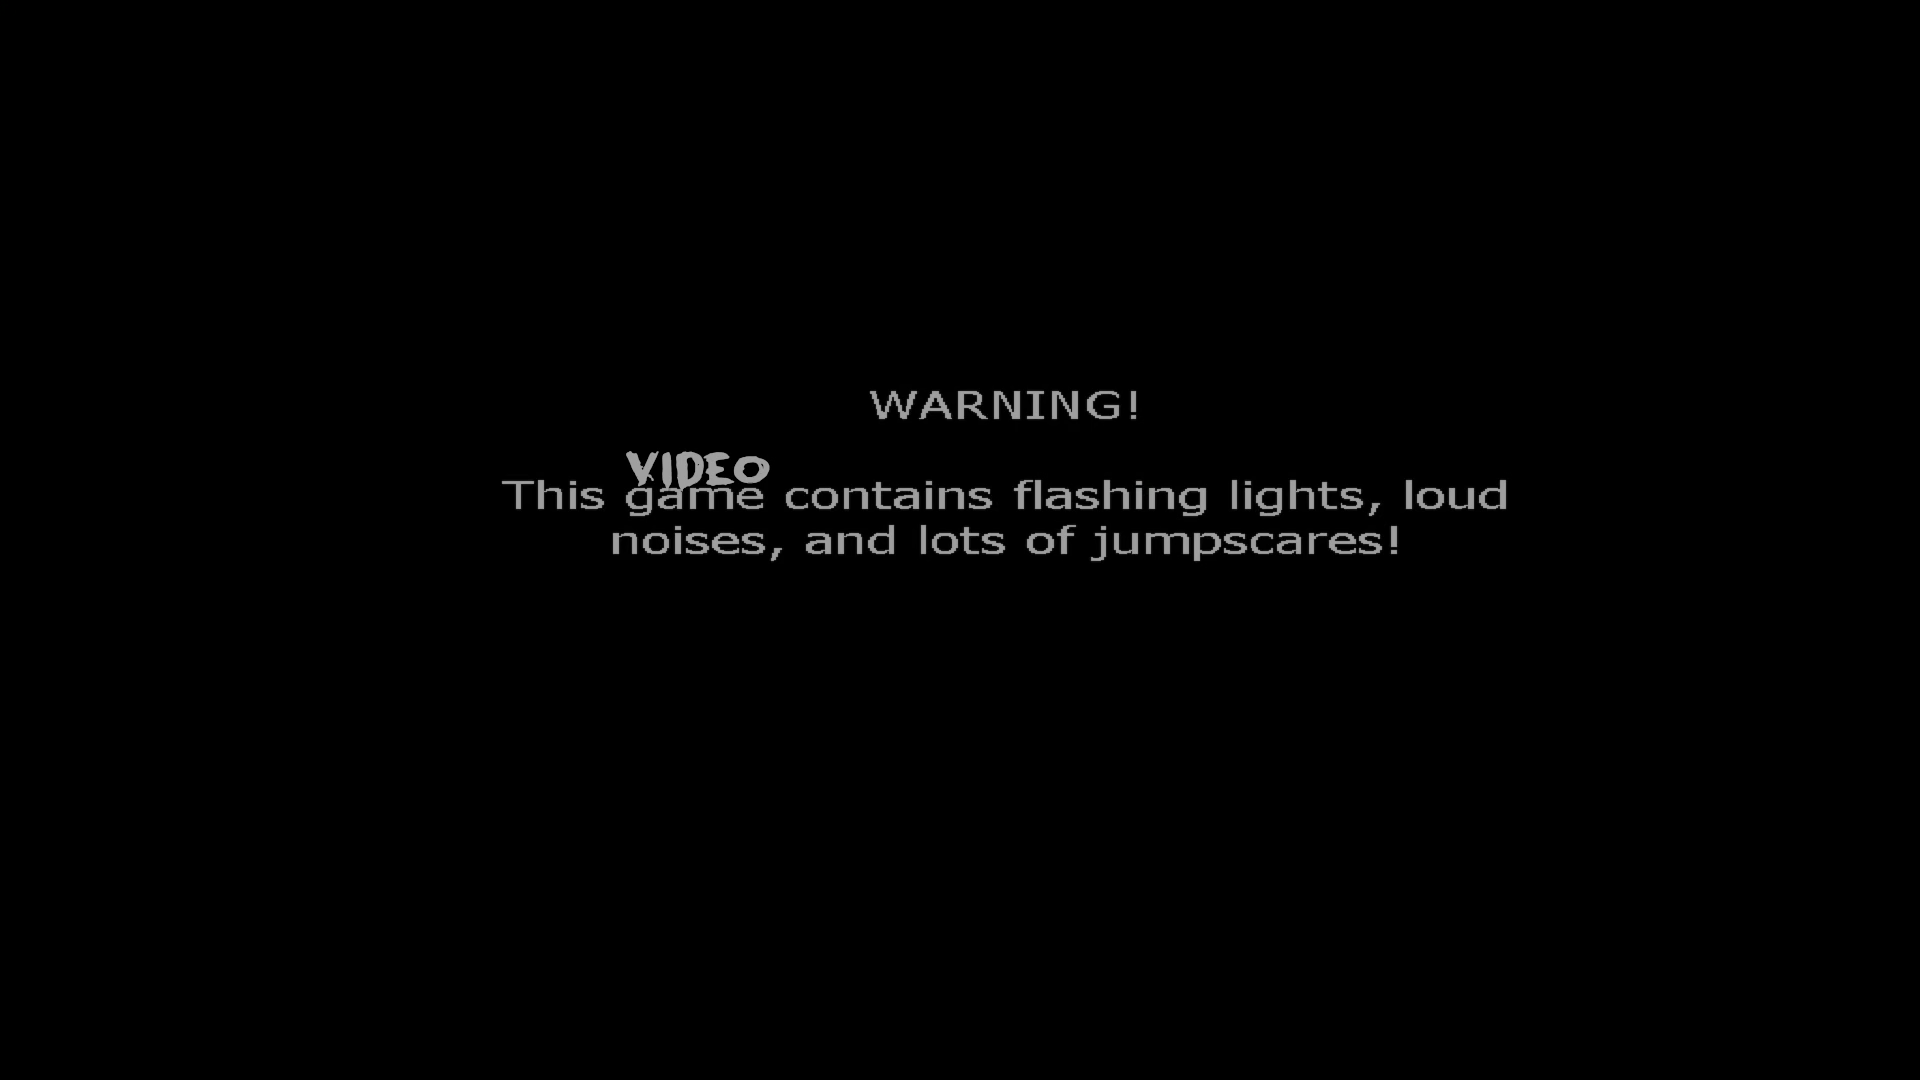 WARNING!
VIDEO
This game contains flashing lights, loud
noises, and lots of jumpscares!